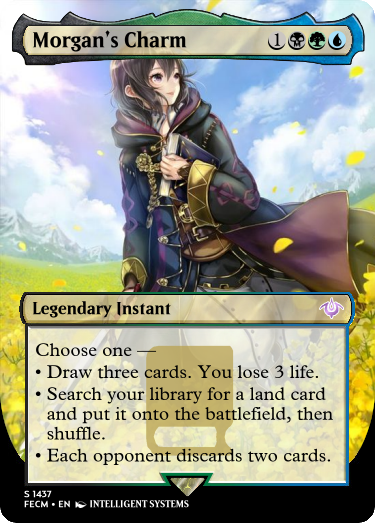 Morgan's Charm 1
Legendary Instant
Choose one —
• Draw three cards. You lose 3 life.
• Search your library for a land card
and put it onto the battlefield, then
shuffle.
• Each opponent discards two cards.
S 1437
FECM • EN INTELLIGENT SYSTEMS